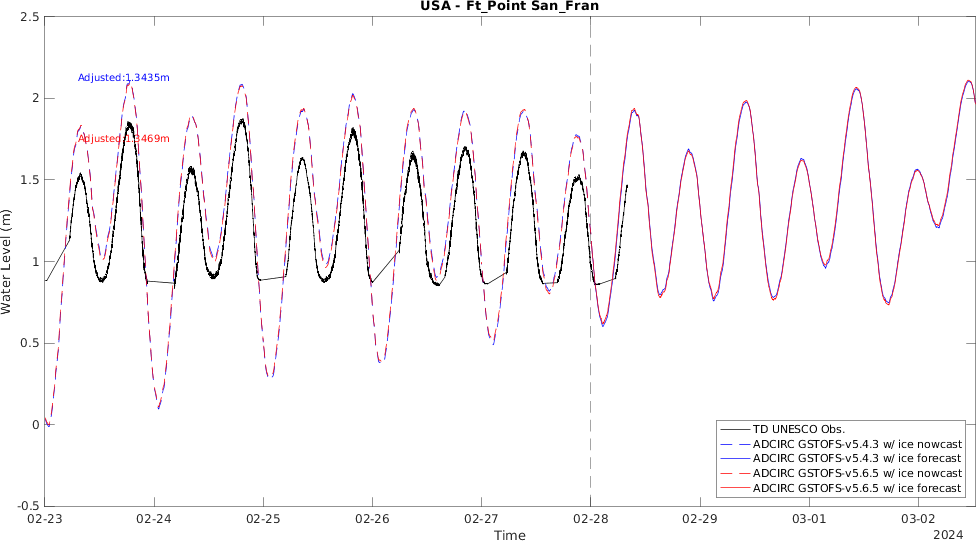 USA - Ft_Point San_Fran
2.5
2
1.5
1
0.5
0
-0.5
Water Level (m)
Adjusted:1.3435m
Adjusted:1.3469m
TD UNESCO Obs.
ADCIRC GSTOFS-v5.4.3 w/ ice nowcast
ADCIRC GSTOFS-v5.4.3 w/ ice forecast
ADCIRC GSTOFS-v5.6.5 w/ ice nowcast
ADCIRC GSTOFS-v5.6.5 w/ ice forecast
02-23 02-24 02-25 02-26 02-27 02-28 02-29 03-01 03-02
Time
2024